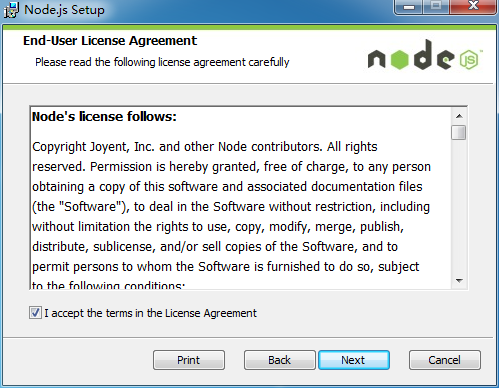 Node.js Setup
End-User License Agreement
Please read the following license agreement carefully
node
JS
Node's license follows:
Copyright Joyent, Inc. and other Node contributors. All rights
reserved. Permission is hereby granted, free of charge, to any person
obtaining a copy of this software and associated documentation files
(the "Software"), to deal in the Software without restriction, including
without limitation the rights to use, copy, modify, merge, publish,
distribute, sublicense, and/or sell copies of the Software, and to
permit persons to whom the Software is furnished to do so, subject
to the following conditions:
I accept the terms in the License Agreement
Print
Back
Next
Cancel